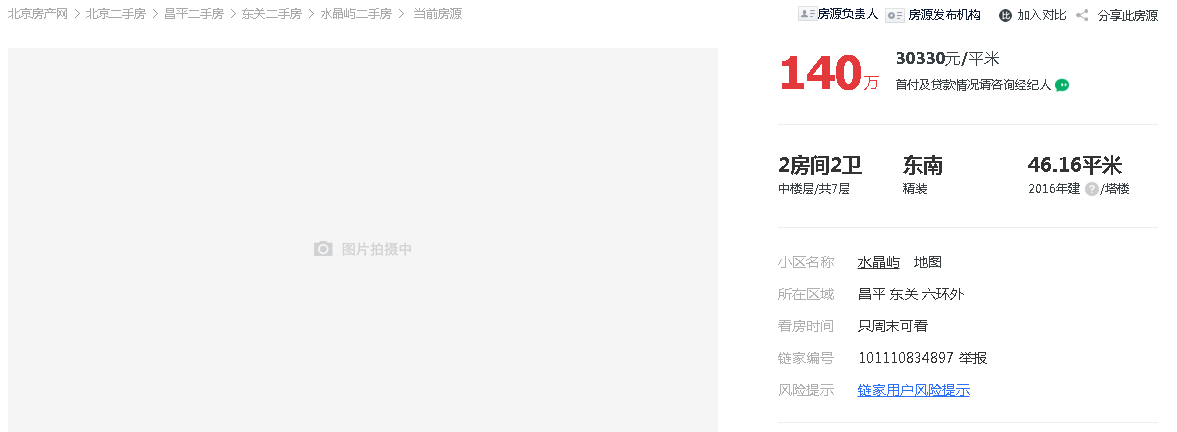 北京房产网 > 北京二手房 > 昌平二手房 > 东关二手房 > 水晶屿二手房 > 当前房源
房源负责人 房源发布机构 比 加入对比 分享此房源
140万
30330元/平米
首付及贷款情况请咨询经纪人
2房间2卫 东南 46.16平米
中楼层/共7层 精装 2016年建 ? /塔楼
图片拍摄中
小区名称 水晶屿 地图
所在区域 昌平 东关 六环外
看房时间 只周末可看
链家编号 101110834897 举报
风险提示 链家用户风险提示